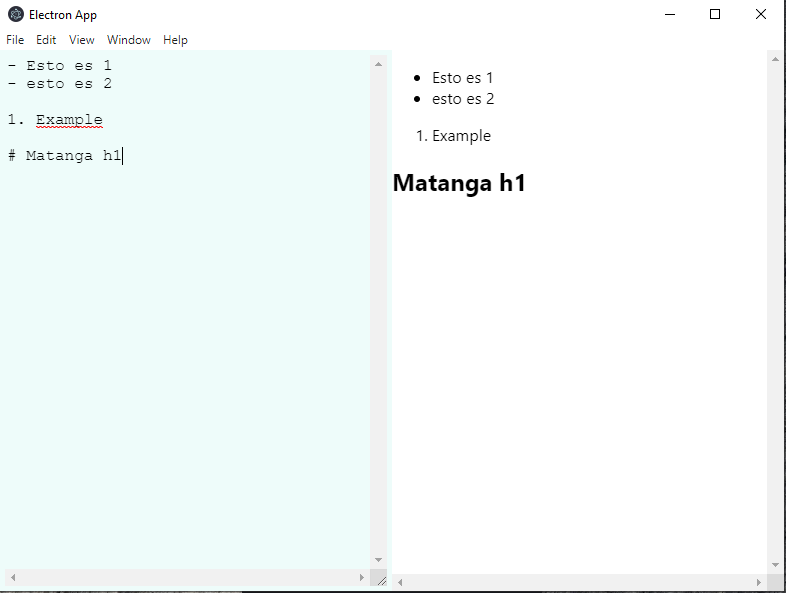 Electron App
File Edit View Window Help
- Esto es 1
- esto es 2
1. Example
# Matanga h1
• Esto es 1
• esto es 2
1. Example
Matanga h1